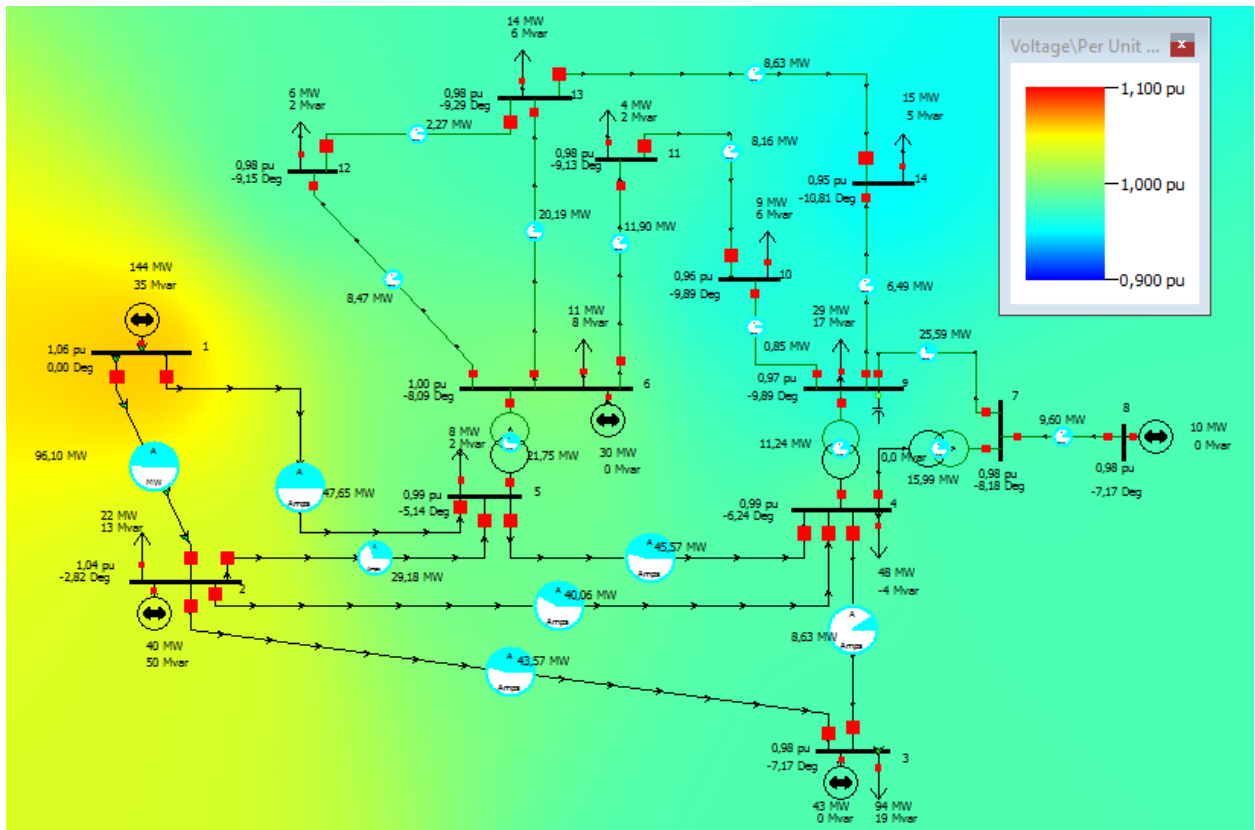 Voltage\Per Unit ...
x
1,100 pu
1,000 pu
0,900 pu
14 MW
6 Mvar
0,98 pu
-9,29 Deg
13
8,63 MW
6 MW
2 Mvar
2,27 MW
0,98 pu
-9,15 Deg
12
4 MW
2 Mvar
0,98 pu
-9,13 Deg
11
8,16 MW
15 MW
5 Mvar
0,95 pu
-10,81 Deg
14
20,19 MW
11,90 MW
9 MW
6 Mvar
0,96 pu
-9,89 Deg
10
8,47 MW
6,49 MW
144 MW
35 Mvar
1,06 pu
0,00 Deg
1
11 MW
8 Mvar
29 MW
17 Mvar
0,85 MW
25,59 MW
1,00 pu
-8,09 Deg
6
0,97 pu
-9,89 Deg
9
7
8
9,60 MW
10 MW
0 Mvar
0,98 pu
-7,17 Deg
0,98 pu
-8,18 Deg
30 MW
0 Mvar
8 MW
2 Mvar
A
21,75 MW
11,24 MW
0,0 Mvar
15,99 MW
96,10 MW
A
MW
A
Amps
47,65 MW
0,99 pu
-5,14 Deg
5
0,99 pu
-6,24 Deg
4
22 MW
13 Mvar
1,04 pu
-2,82 Deg
2
A
29,18 MW
A
Amps
45,57 MW
48 MW
-4 Mvar
A
Amps
40,06 MW
A
Amps
8,63 MW
40 MW
50 Mvar
A
Amps
43,57 MW
0,98 pu
-7,17 Deg
3
43 MW
0 Mvar
94 MW
19 Mvar